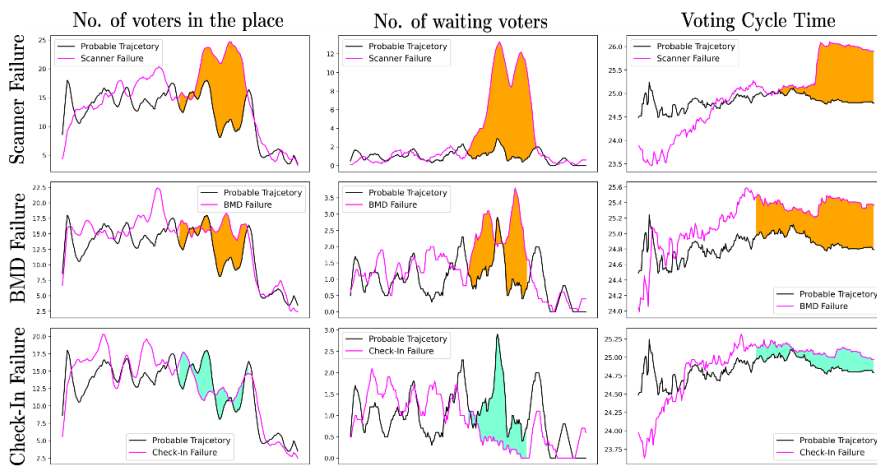 No. of voters in the place
No. of waiting voters
Voting Cycle Time
Scanner Failure
25
20
15
10
5
Probable Trajcetory
Scanner Failure
12
10
8
6
4
2
0
Probable Trajcetory
Scanner Failure
26.0
25.5
25.0
24.5
24.0
23.5
Probable Trajcetory
Scanner Failure
BMD Failure
22.5
20.0
17.5
15.0
12.5
10.0
7.5
5.0
2.5
Probable Trajcetory
BMD Failure
3.5
3.0
2.5
2.0
1.5
1.0
0.5
0.0
Probable Trajcetory
BMD Failure
25.6
25.4
25.2
25.0
24.8
24.6
24.4
24.2
24.0
Probable Trajcetory
BMD Failure
Check-In Failure
20.0
17.5
15.0
12.5
10.0
7.5
5.0
2.5
Probable Trajcetory
Check-In Failure
3.0
2.5
2.0
1.5
1.0
0.5
0.0
Probable Trajcetory
Check-In Failure
25.25
25.00
24.75
24.50
24.25
24.00
23.75
Probable Trajcetory
Check-In Failure